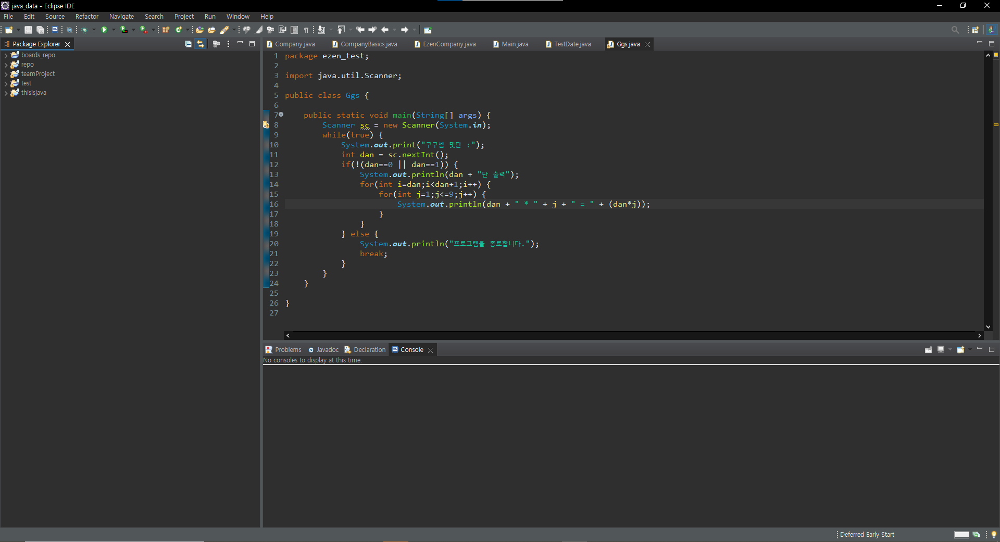 java_data - Eclipse IDE
File Edit Source Refactor Navigate Search Project Run Window Help
Package Explorer
boards_repo
repo
teamProject
test
thisisjava
Company.java CompanyBasics.java EzenCompany.java Main.java TestDate.java Ggs.java
1 package ezen_test;
2
3 import java.util.Scanner;
4
5 public class Ggs {
6
7 public static void main(String[] args) {
8 Scanner sc = new Scanner(System.in);
9 while(true) {
10 System.out.print("구구셈 몇단 :");
11 int dan = sc.nextInt();
12 if(!(dan==0 || dan==1)) {
13 System.out.println(dan + "단 출력");
14 for(int i=dan;i<dan+1;i++) {
15 for(int j=1;j<=9;j++) {
16 System.out.println(dan + " * " + j + " = " + (dan*j));
17 }
18 }
19 } else {
20 System.out.println("프로그램을 종료합니다.");
21 break;
22 }
23 }
24 }
25
26 }
27
Problems Javadoc Declaration Console
No consoles to display at this time.
Deferred Early Start